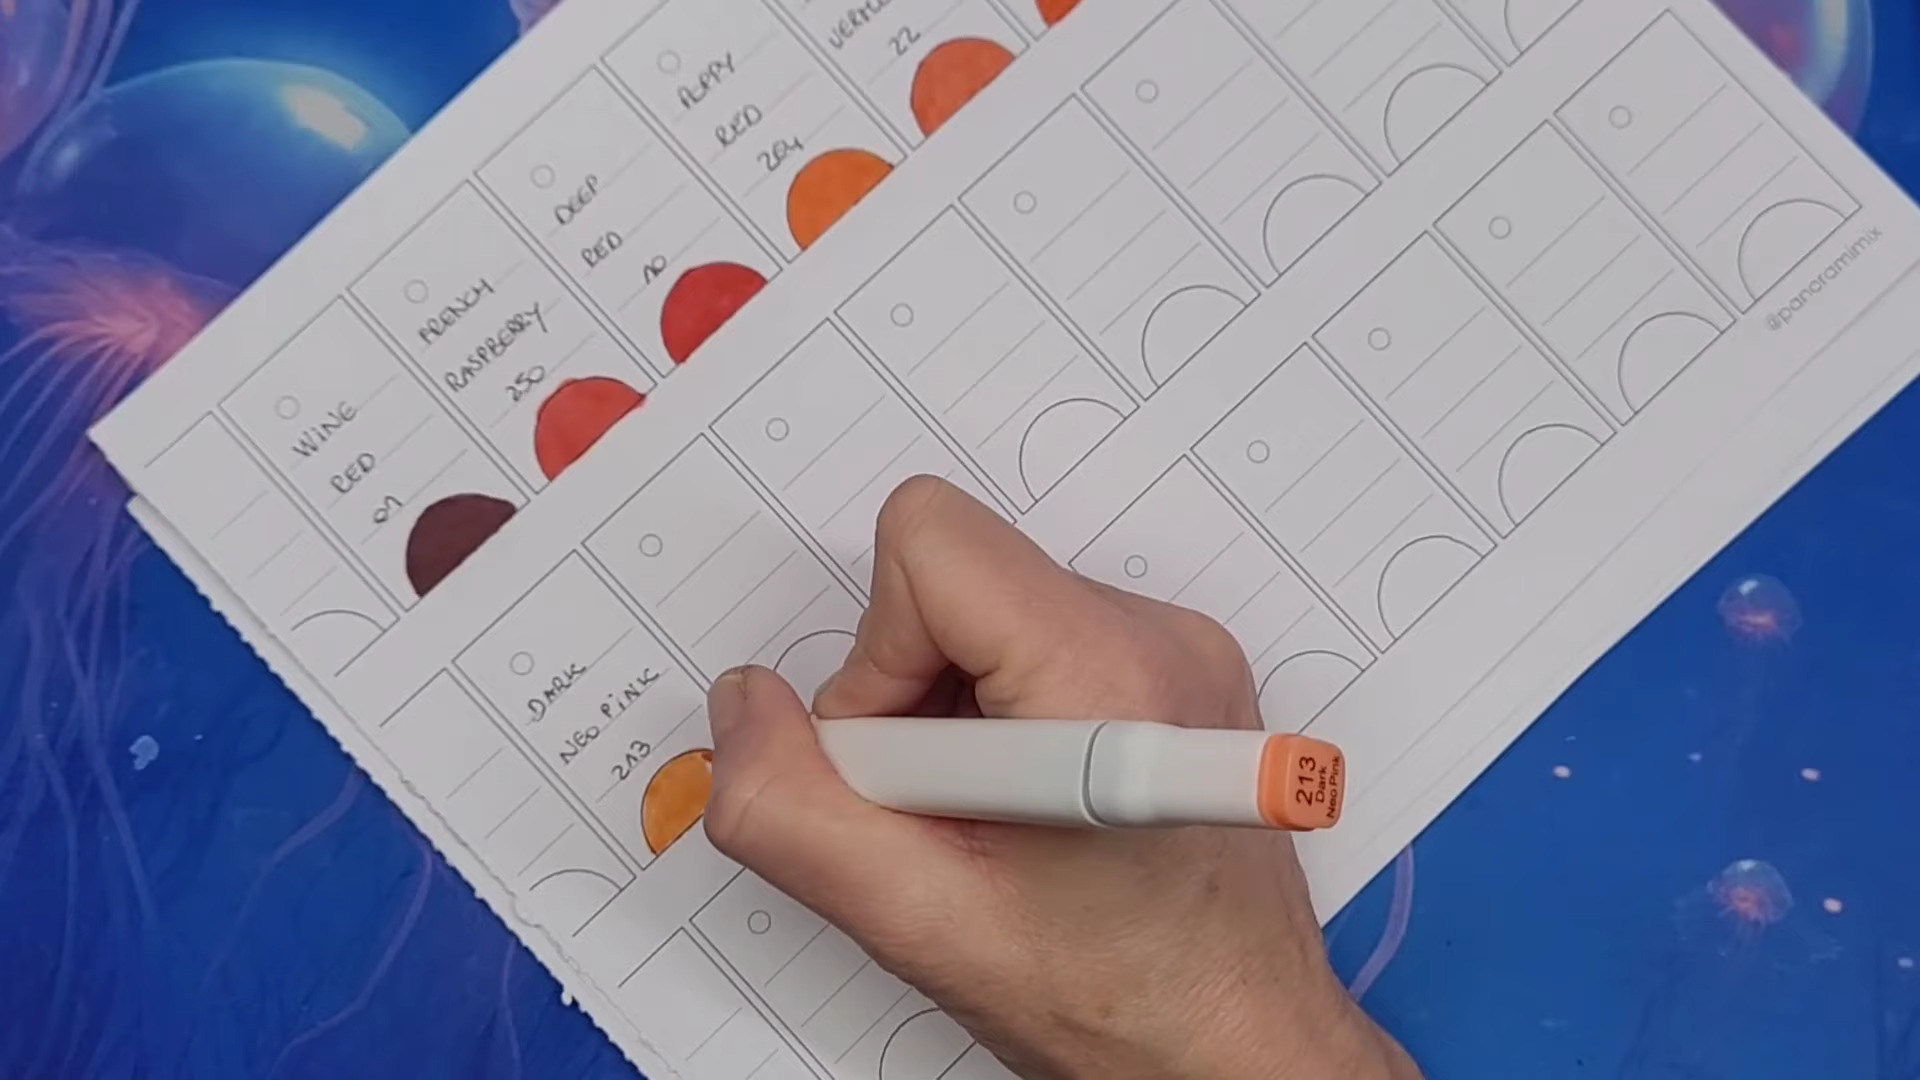 WINE
RED
01
FRENCH
RASPBERRY
250
DEEP
RED
10
POPPY
RED
204
22
DARK
NEO PINK
213
213
Dark
Neo Pink
@panoramimix